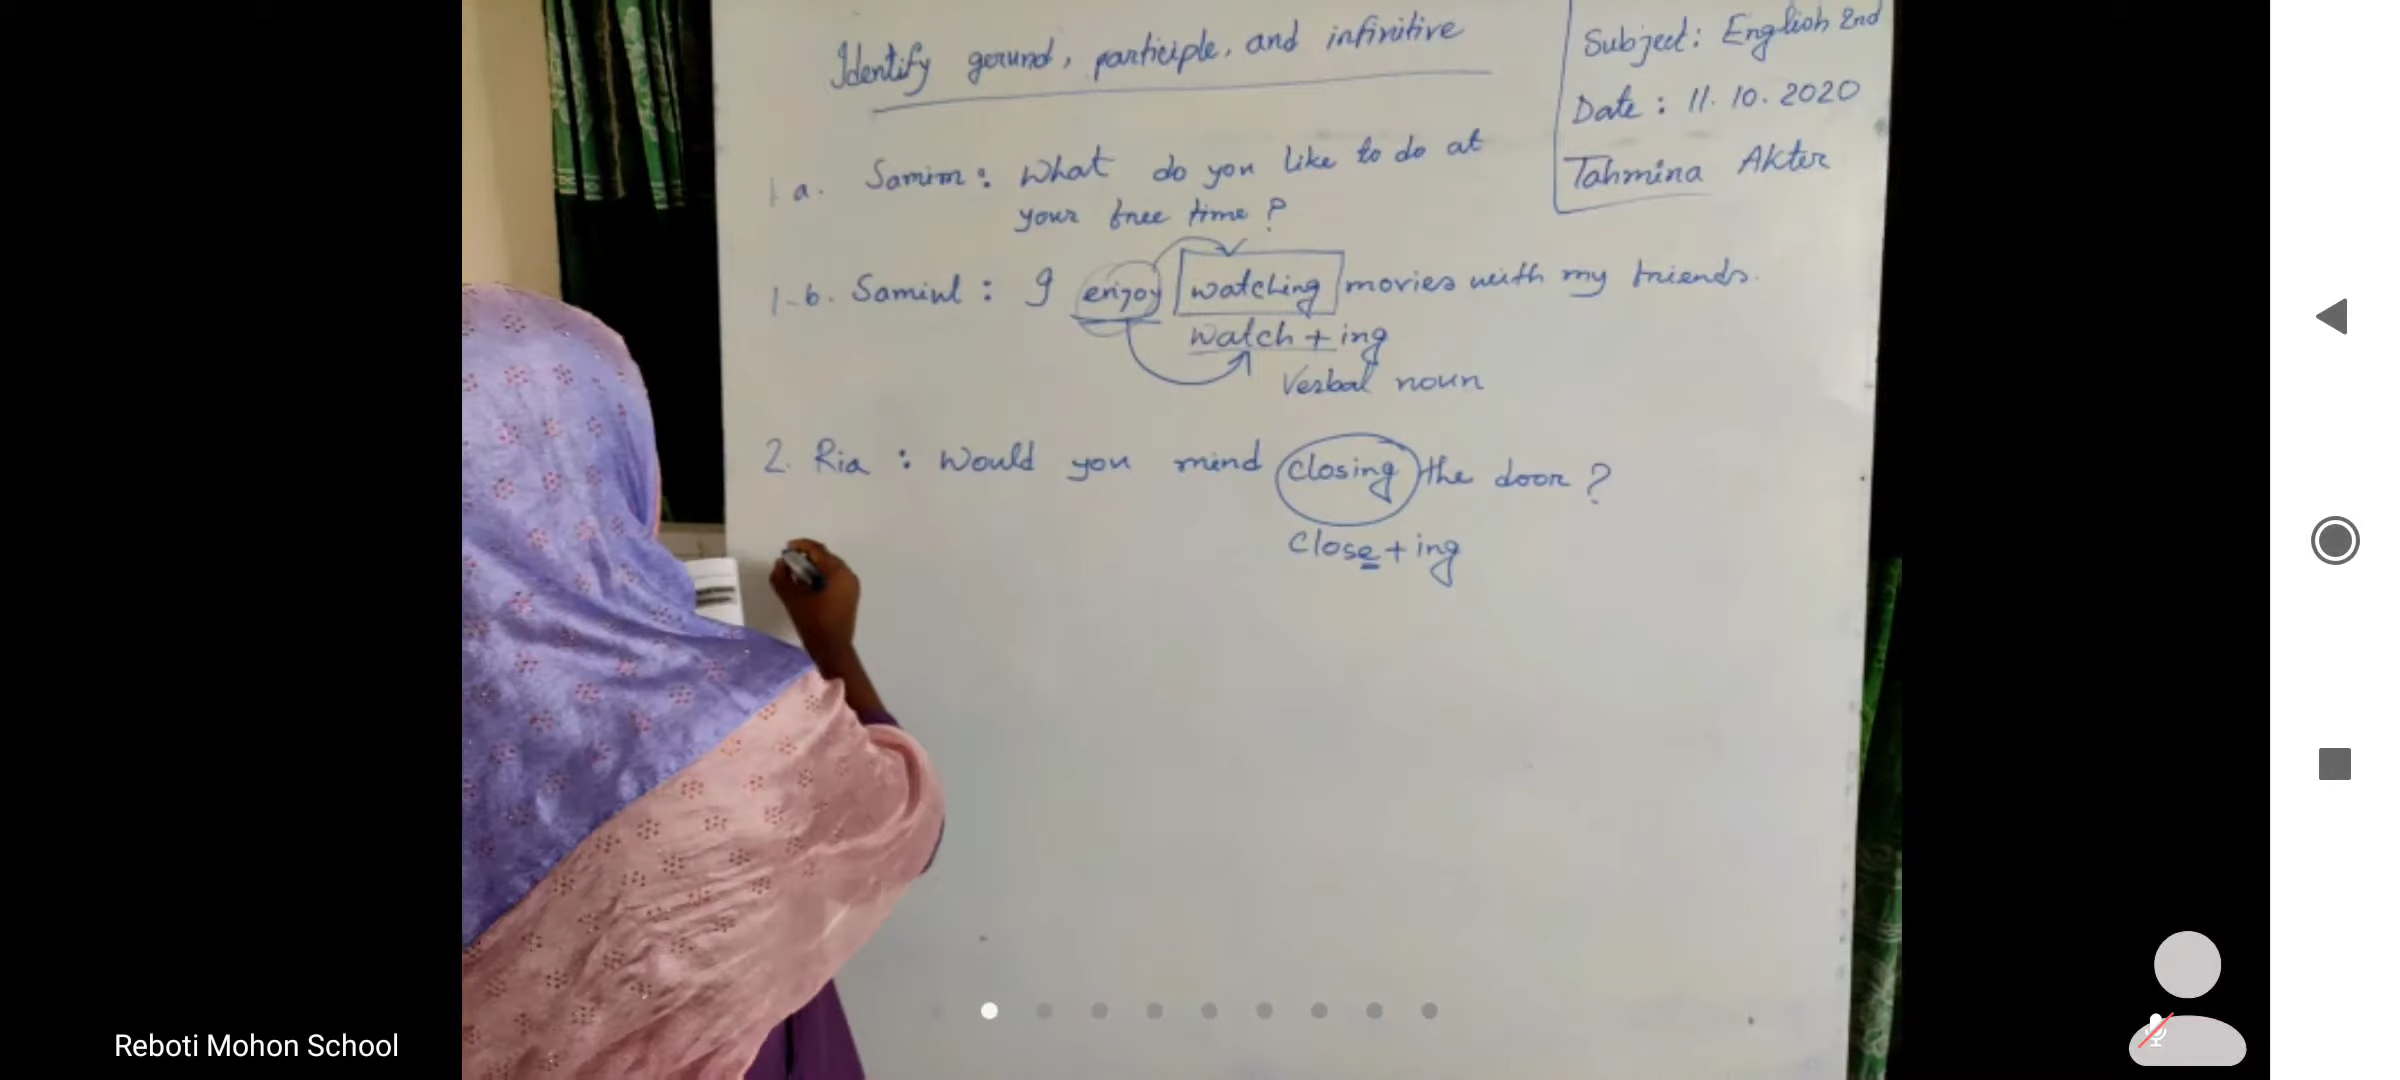 Identify gerund, participle, and infinitive
Subject: English 2nd
Date: 11.10.2020
Tahmina Akter
1 a. Samim: What do you like to do at
your free time?
1-b. Samiul: I enjoy watching movies with my friends.
watch + ing
Verbal noun
2. Ria: Would you mind closing the door?
Close + ing
Reboti Mohon School